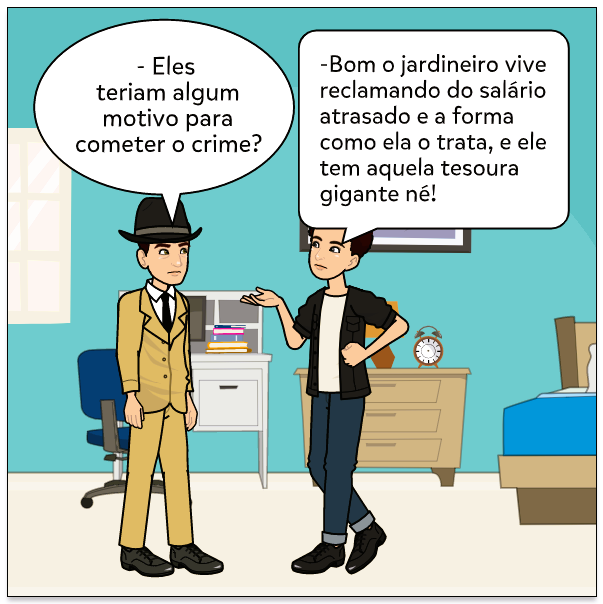 - Eles
teriam algum
motivo para
cometer o crime?
-Bom o jardineiro vive
reclamando do salário
atrasado e a forma
como ela o trata, e ele
tem aquela tesoura
gigante né!